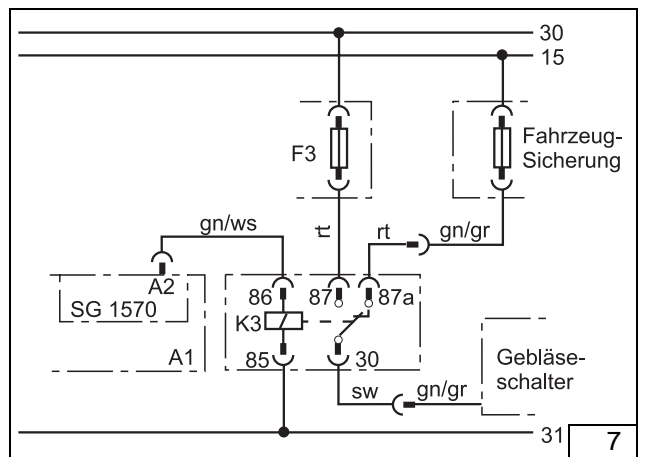 30
15
F3
Fahrzeug-
Sicherung
gn/ws
rt
rt
gn/gr
A2
SG 1570
A1
86
87
87a
K3
85
30
sw
gn/gr
Gebläse-
schalter
31
7